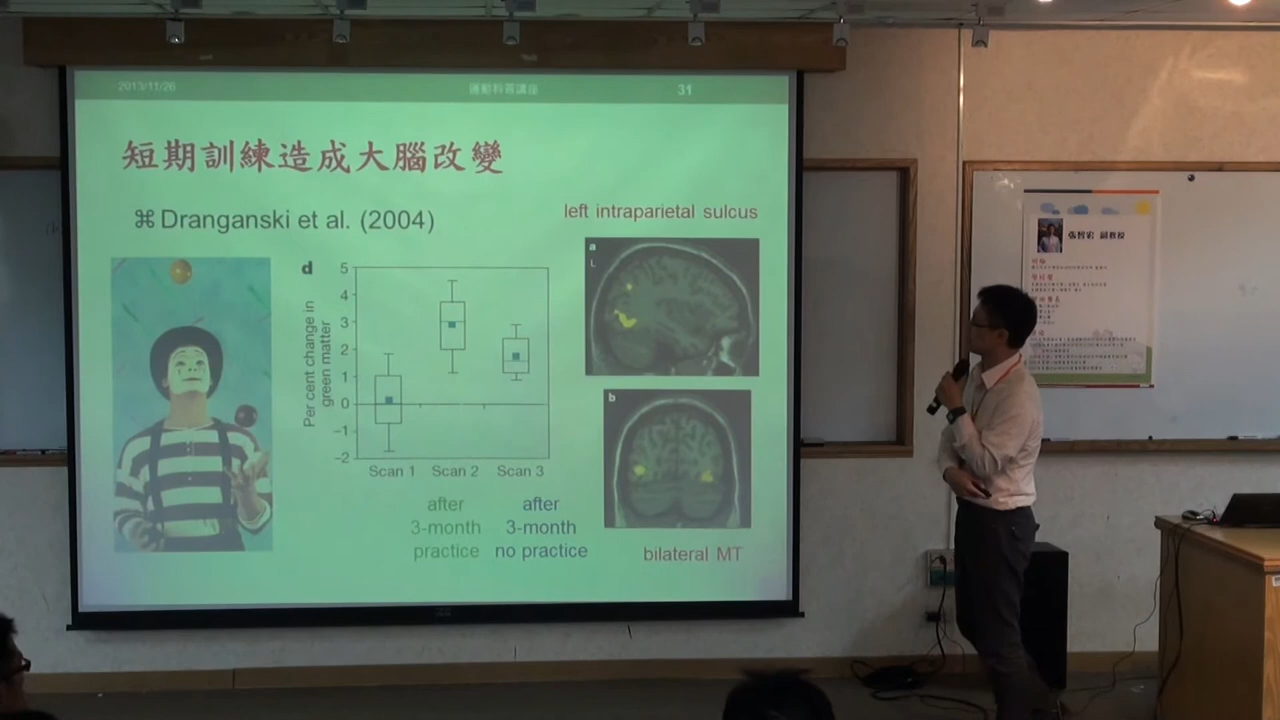 2013/11/26
運動科普講座
31
短期訓練造成大腦改變
⌘ Dranganski et al. (2004)
left intraparietal sulcus
d
5
4
3
2
1
0
−1
−2
Per cent change in
green matter
Scan 1
Scan 2
Scan 3
after
3-month
practice
after
3-month
no practice
a
L
b
bilateral MT
張智宏 副教授